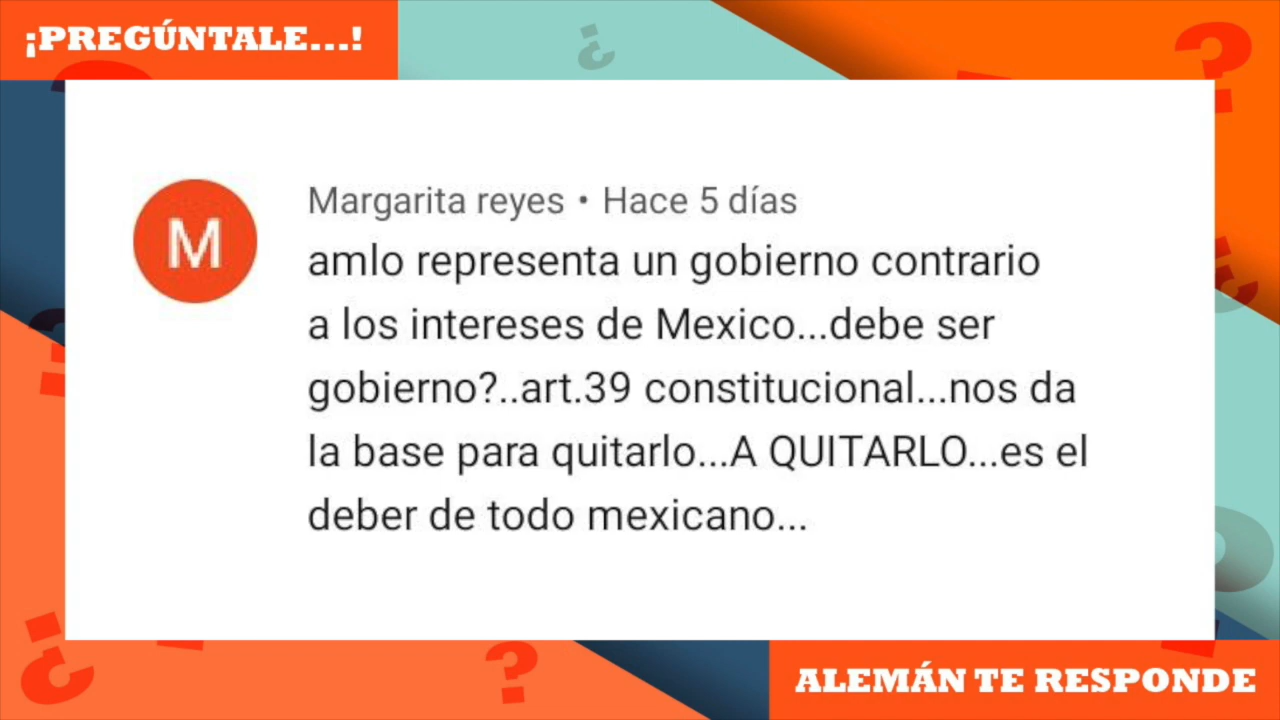 ¡PREGÚNTALE...!
M
Margarita reyes • Hace 5 días
amlo representa un gobierno contrario
a los intereses de Mexico...debe ser
gobierno?..art.39 constitucional...nos da
la base para quitarlo...A QUITARLO...es el
deber de todo mexicano...
ALEMÁN TE RESPONDE